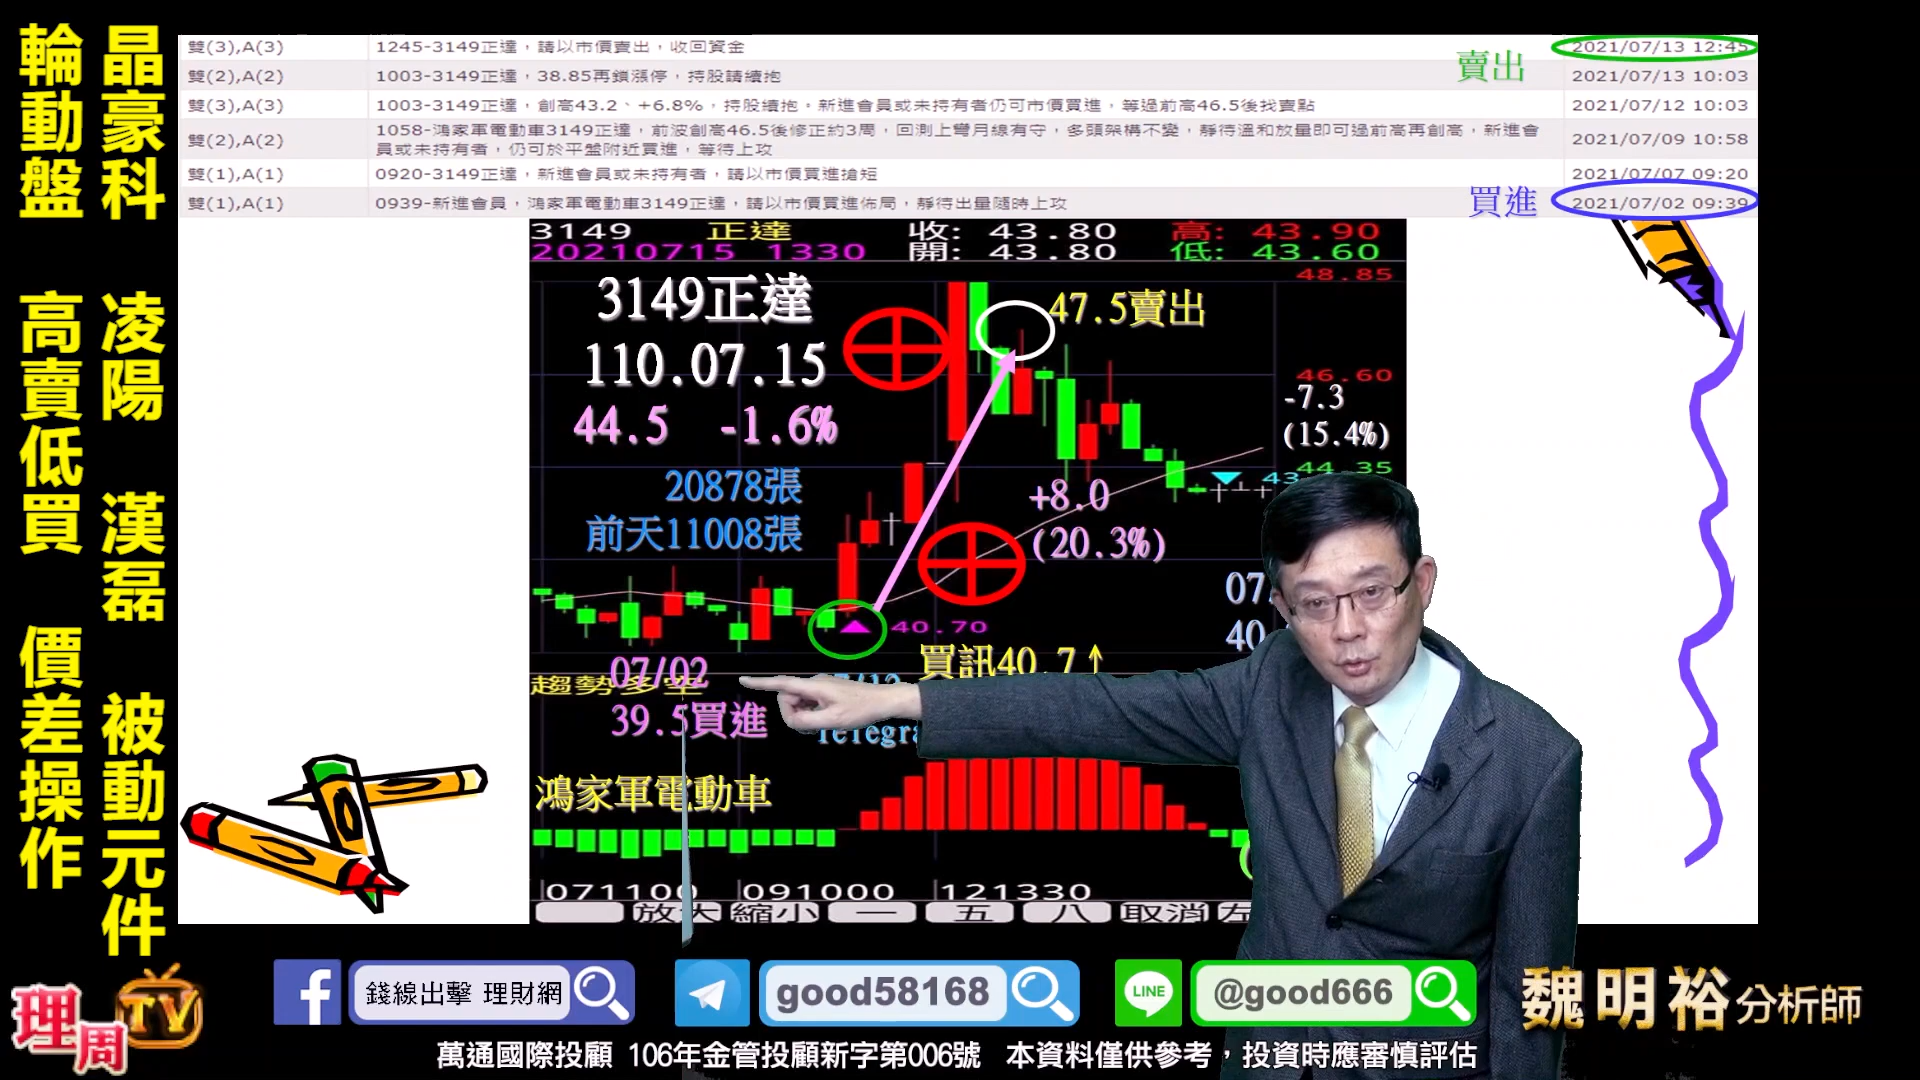 晶豪科 凌陽 漢磊 被動元件
輪動盤 高賣低買 價差操作
雙(3),A(3) 1245-3149正達，請以市價賣出，收回資金 2021/07/13 12:45
賣出
雙(2),A(2) 1003-3149正達，38.85再鎖漲停，持股請續抱 2021/07/13 10:03
雙(3),A(3) 1003-3149正達，創高43.2、+6.8%，持股續抱。新進會員或未持有者仍可市價買進，等過前高46.5後找賣點 2021/07/12 10:03
雙(2),A(2) 1058-鴻家軍電動車3149正達，前波創高46.5後修正約3周，回測上彎月線有守，多頭架構不變，靜待溫和放量即可過前高再創高，新進會員或未持有者，仍可於平盤附近買進，等待上攻 2021/07/09 10:58
雙(1),A(1) 0920-3149正達，新進會員或未持有者，請以市價買進搶短 2021/07/07 09:20
雙(1),A(1) 0939-新進會員，鴻家軍電動車3149正達，請以市價買進佈局，靜待出量隨時上攻 2021/07/02 09:39
買進
3149 正達 收: 43.80 高: 43.90
20210715 1330 開: 43.80 低: 43.60
48.85
3149正達
47.5賣出
110.07.15
46.60
-7.3
44.5 -1.6%
(15.4%)
44.35
20878張
43
+8.0
前天11008張
(20.3%)
07
40.70
40
買訊40.7↑
07/02
趨勢多空
39.5買進
鴻家軍電動車
071100 091000 121330
放大 縮小 一 五 八 取消 左
理周TV
錢線出擊 理財網
good58168
LINE
@good666
魏明裕分析師
萬通國際投顧 106年金管投顧新字第006號 本資料僅供參考，投資時應審慎評估